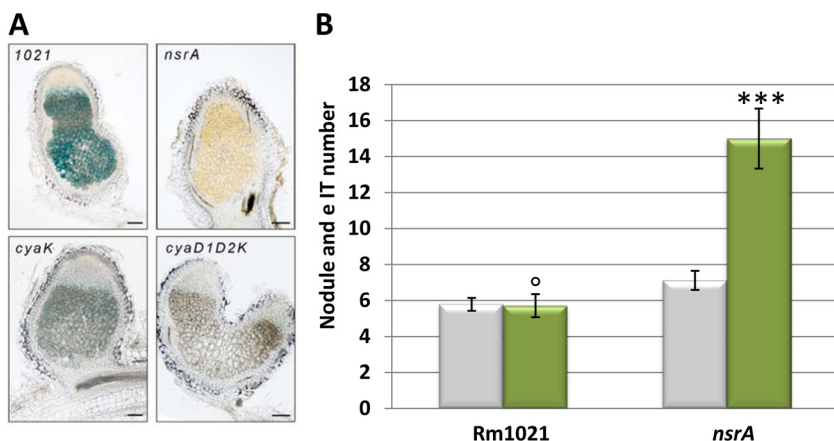 A
1021
nsrA
cyaK
cyaD1D2K
B
Nodule and e IT number
18
16
14
12
10
8
6
4
2
0
°
***
Rm1021
nsrA